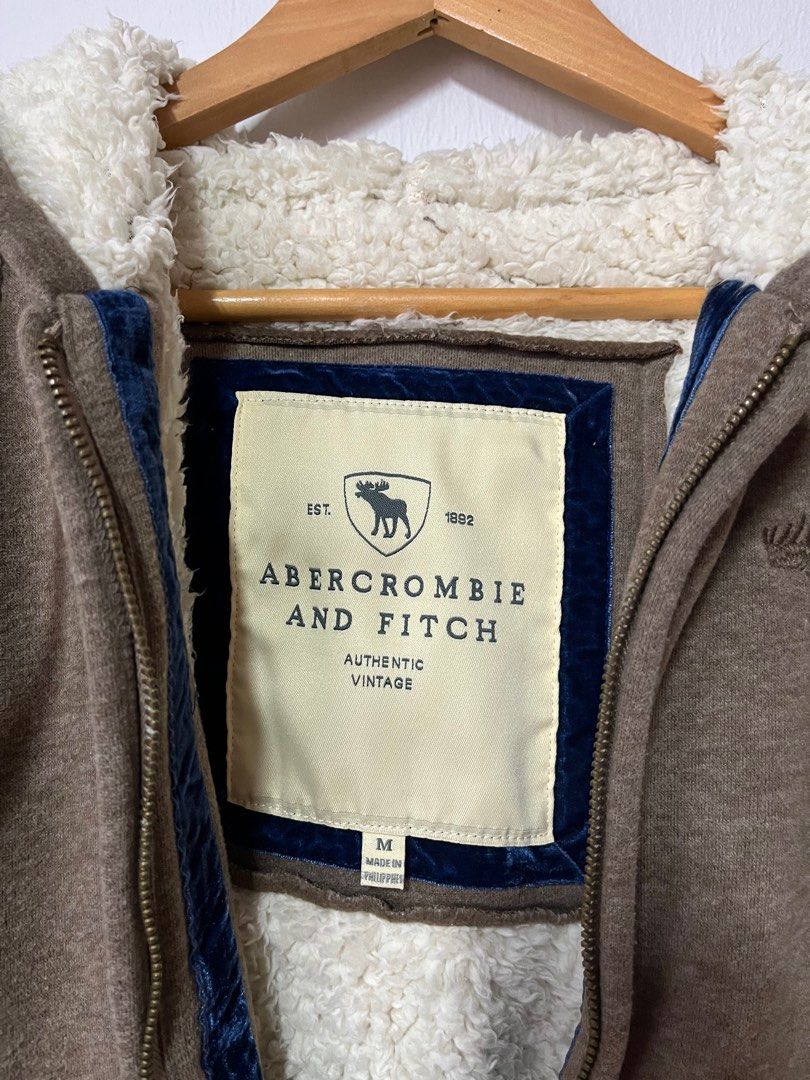 EST. 1892
ABERCROMBIE
AND FITCH
AUTHENTIC
VINTAGE
M
MADE IN
PHILIPPINES